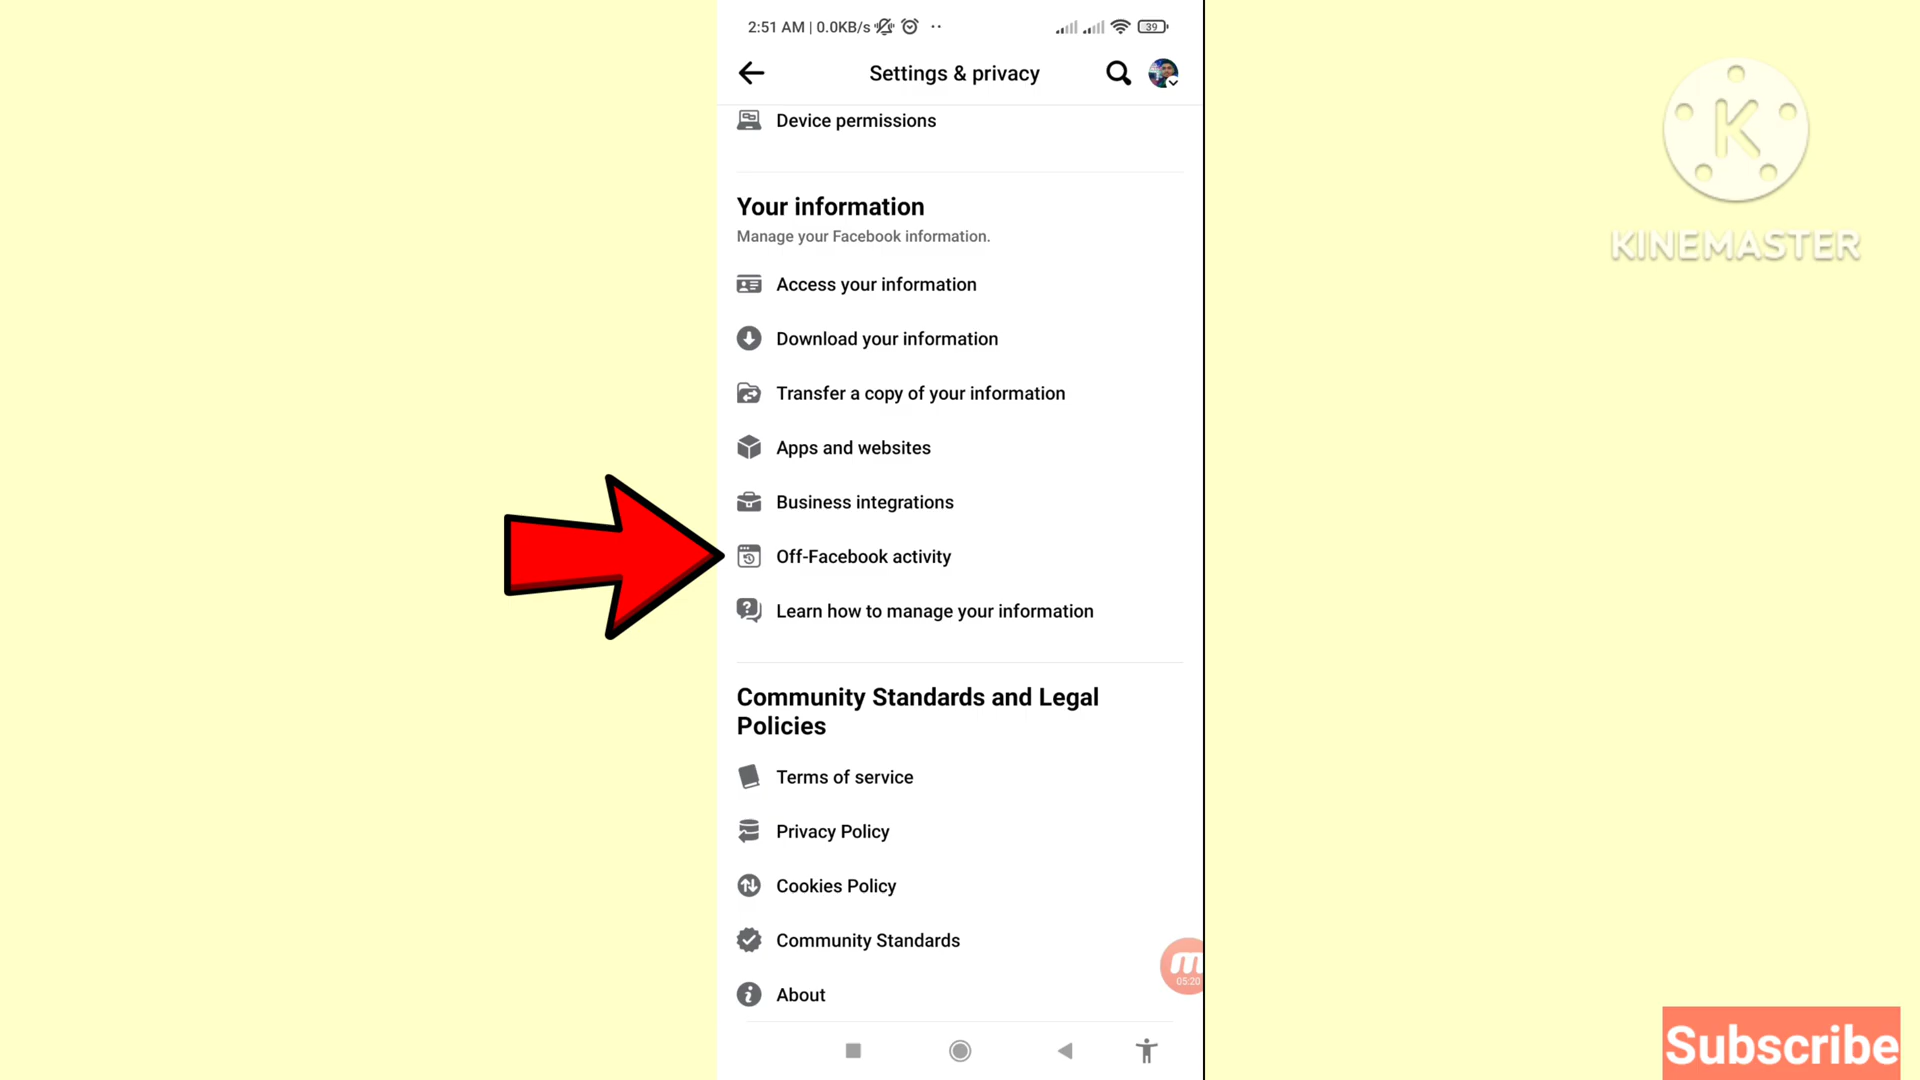 2:51 AM | 0.0KB/s
39
Settings & privacy
Device permissions
Your information
Manage your Facebook information.
Access your information
Download your information
Transfer a copy of your information
Apps and websites
Business integrations
Off-Facebook activity
Learn how to manage your information
Community Standards and Legal
Policies
Terms of service
Privacy Policy
Cookies Policy
Community Standards
About
05:20
K
KINEMASTER
Subscribe